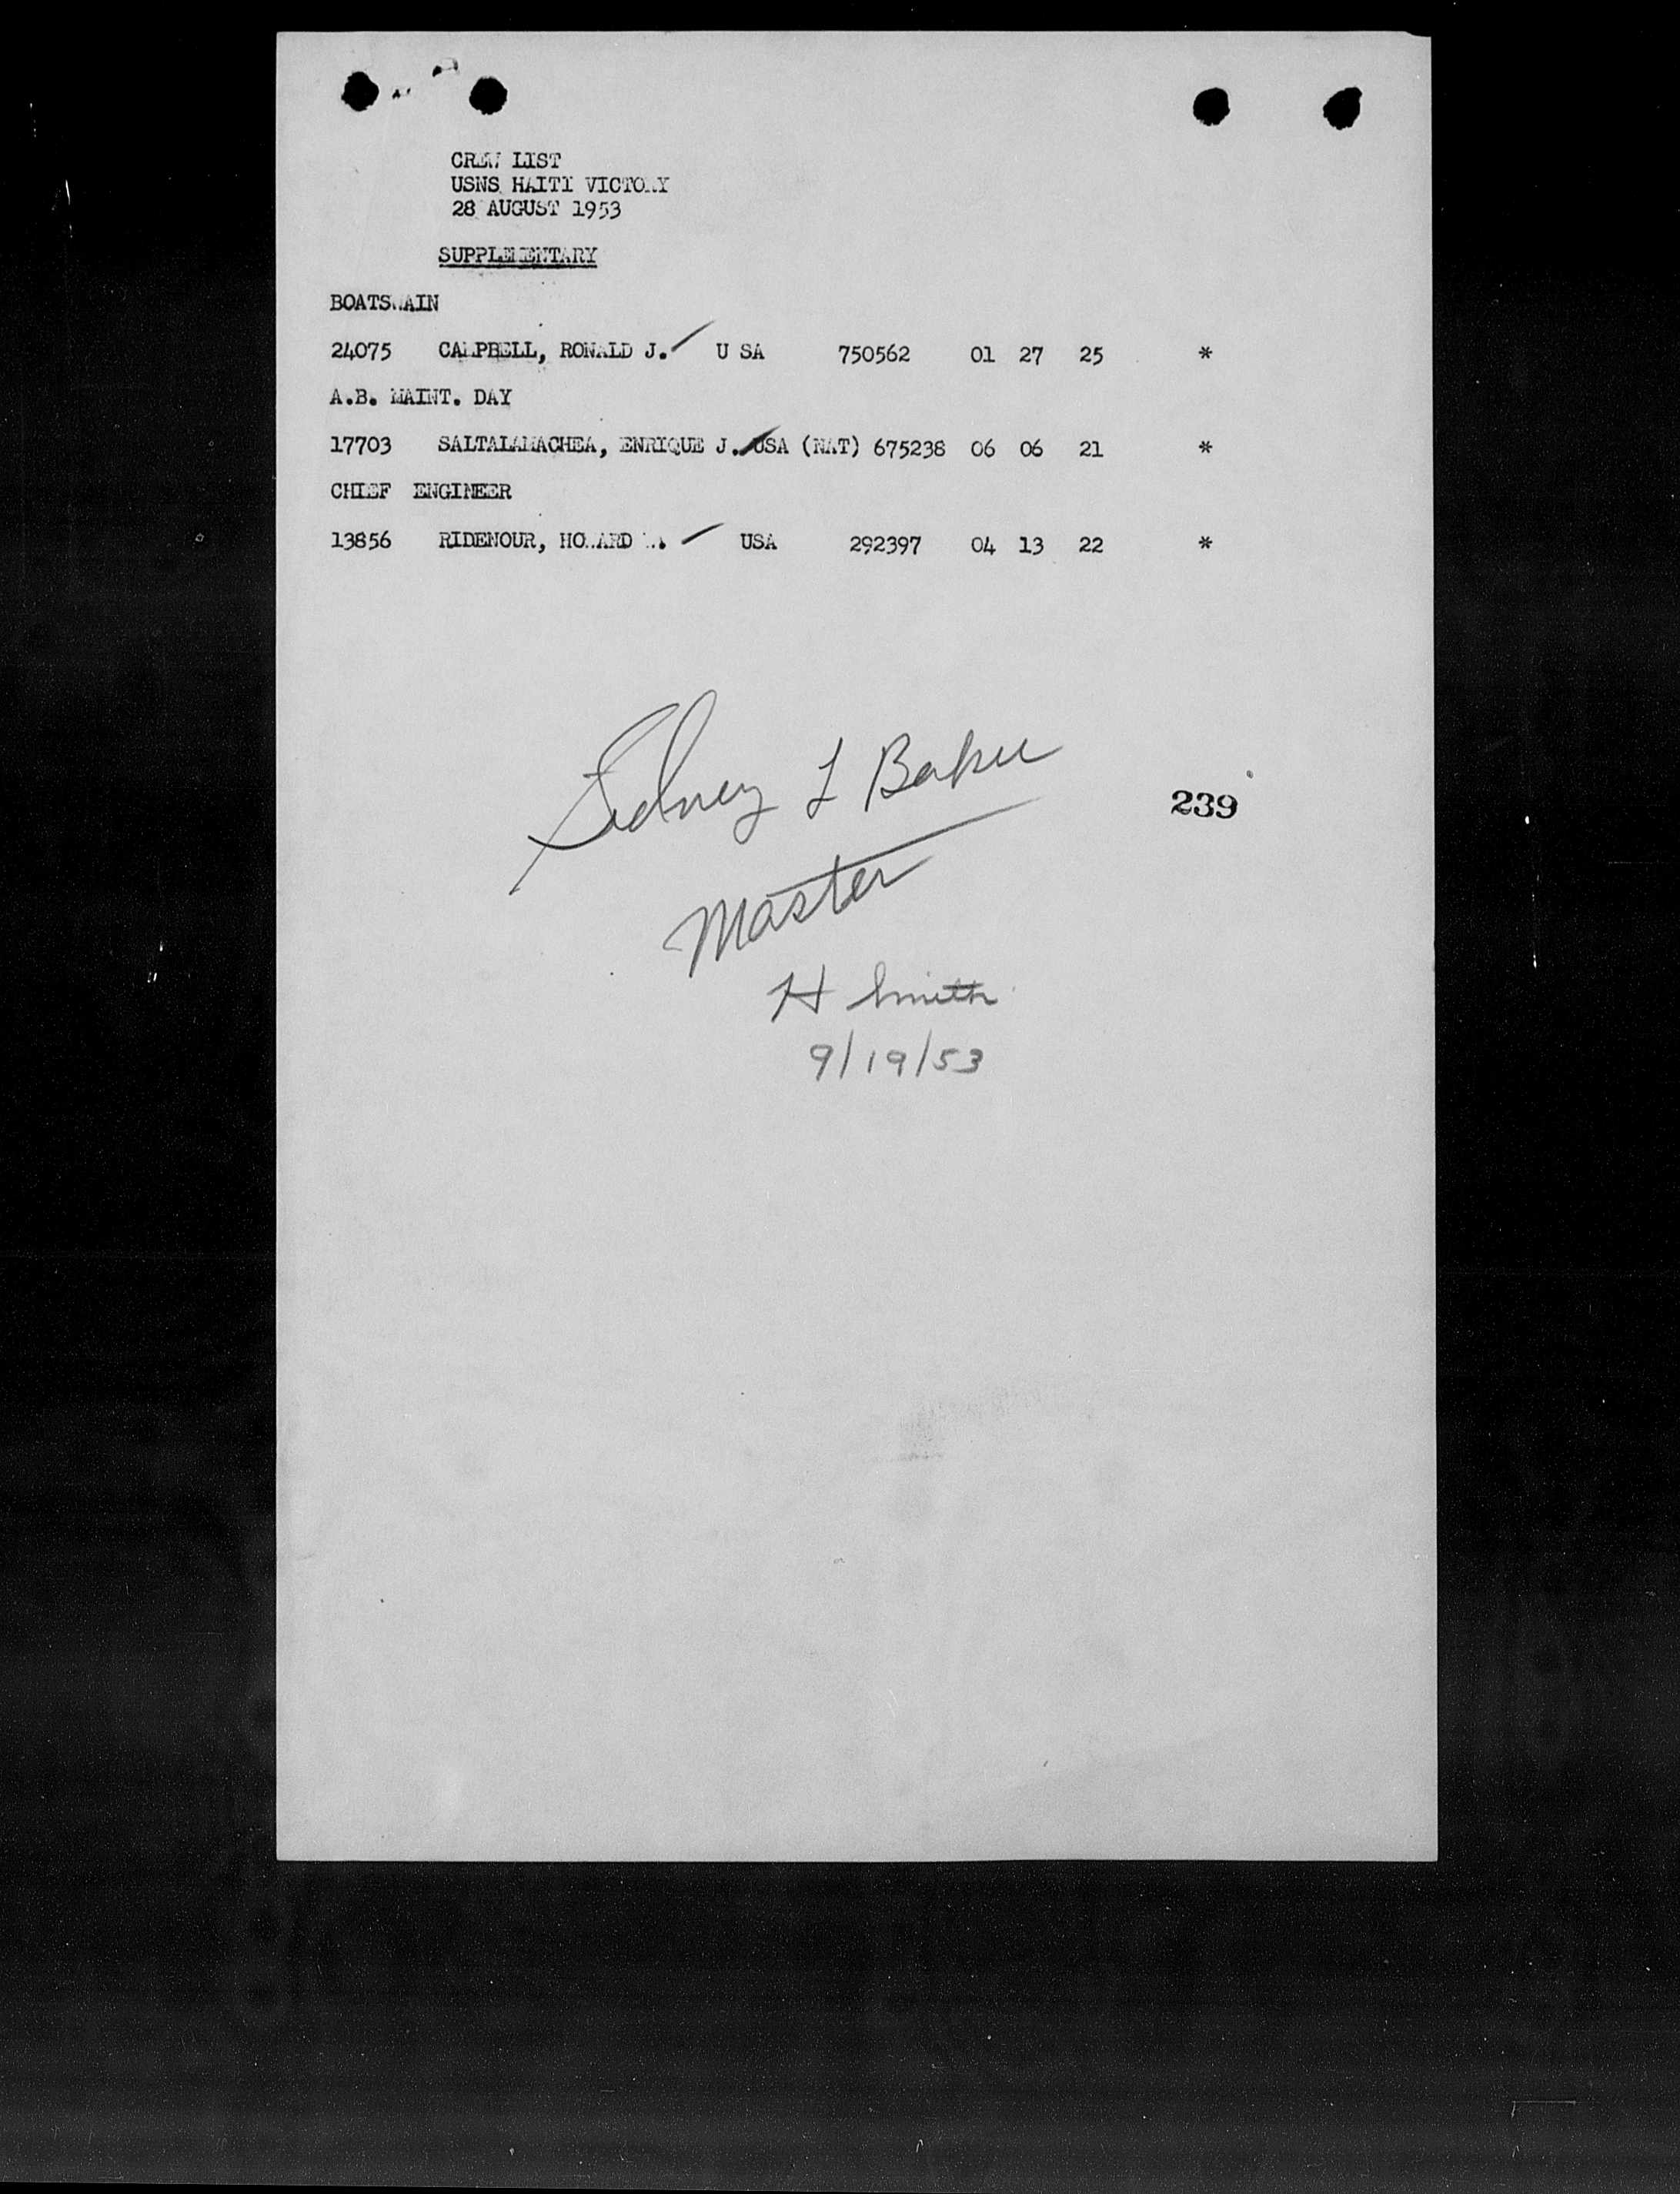 CREW LIST
USNS HAITI VICTORY
28 AUGUST 1953
SUPPLEMENTARY
BOATSWAIN
24075 CAMPBELL, RONALD J. U SA 750562 01 27 25 *
A.B. MAINT. DAY
17703 SALTALAMACHEA, ENRIQUE J. USA (NAT) 675238 06 06 21 *
CHIEF ENGINEER
13856 RIDENOUR, HOWARD W. USA 292397 04 13 22 *
Sidney L Baker
239
Master
H Smith
9/19/53